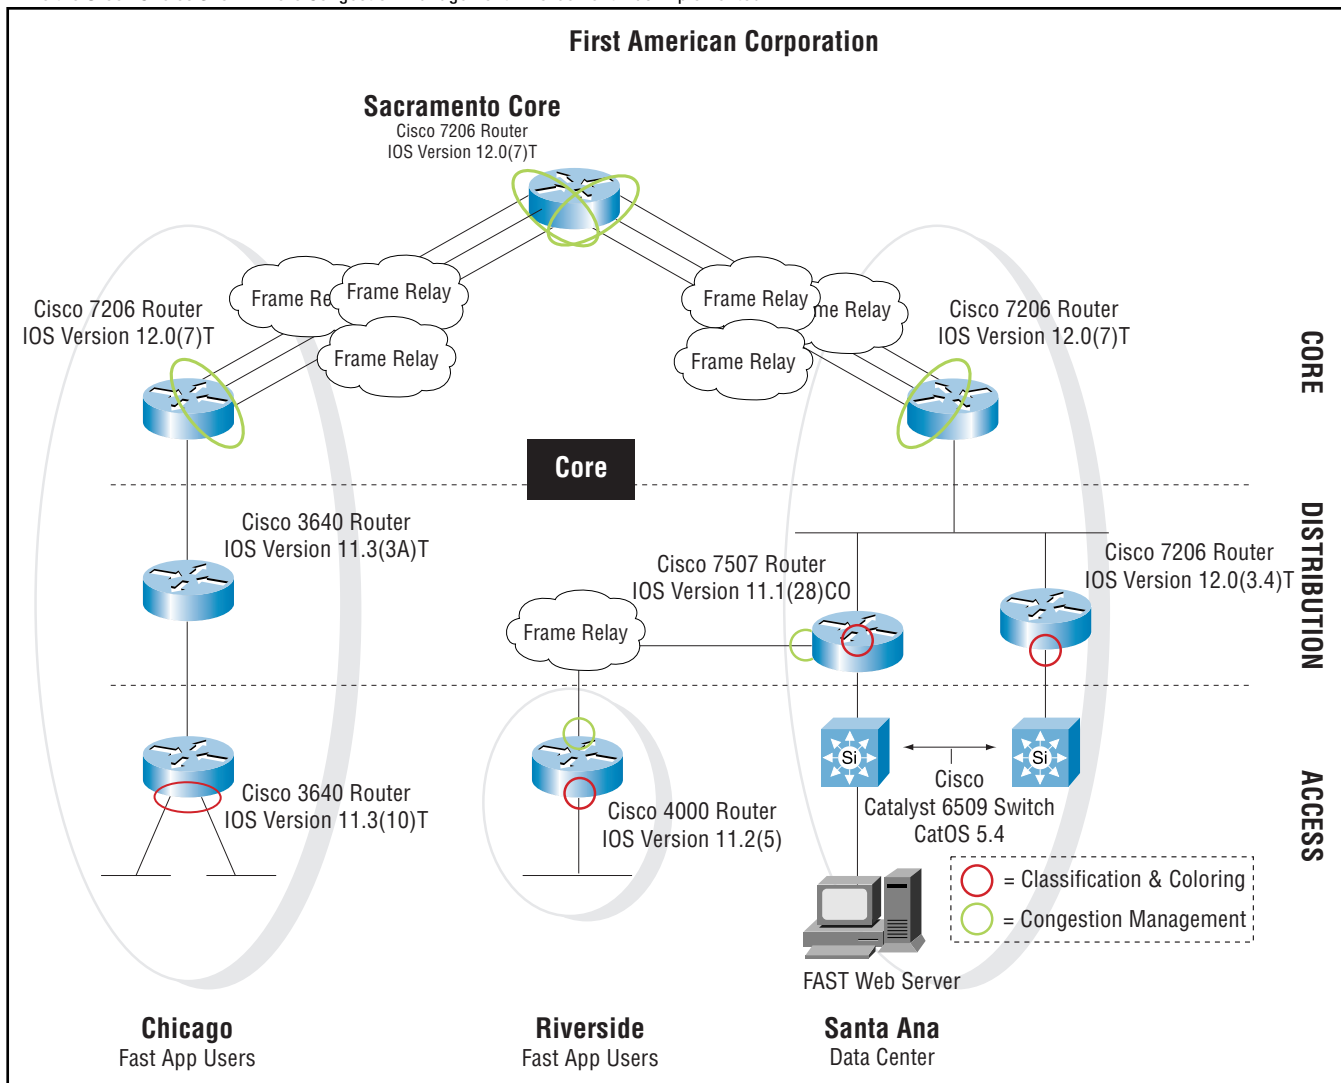 First American Corporation
Sacramento Core
Cisco 7206 Router
IOS Version 12.0(7)T
Frame Relay
Frame Relay
Frame Relay
Frame Relay
Frame Relay
Cisco 7206 Router
IOS Version 12.0(7)T
Cisco 7206 Router
IOS Version 12.0(7)T
CORE
Core
Cisco 3640 Router
IOS Version 11.3(3A)T
Cisco 7507 Router
IOS Version 11.1(28)CO
Cisco 7206 Router
IOS Version 12.0(3.4)T
DISTRIBUTION
Frame Relay
Si
Si
Cisco
Catalyst 6509 Switch
CatOS 5.4
Cisco 3640 Router
IOS Version 11.3(10)T
Cisco 4000 Router
IOS Version 11.2(5)
ACCESS
= Classification & Coloring
= Congestion Management
FAST Web Server
Chicago
Fast App Users
Riverside
Fast App Users
Santa Ana
Data Center